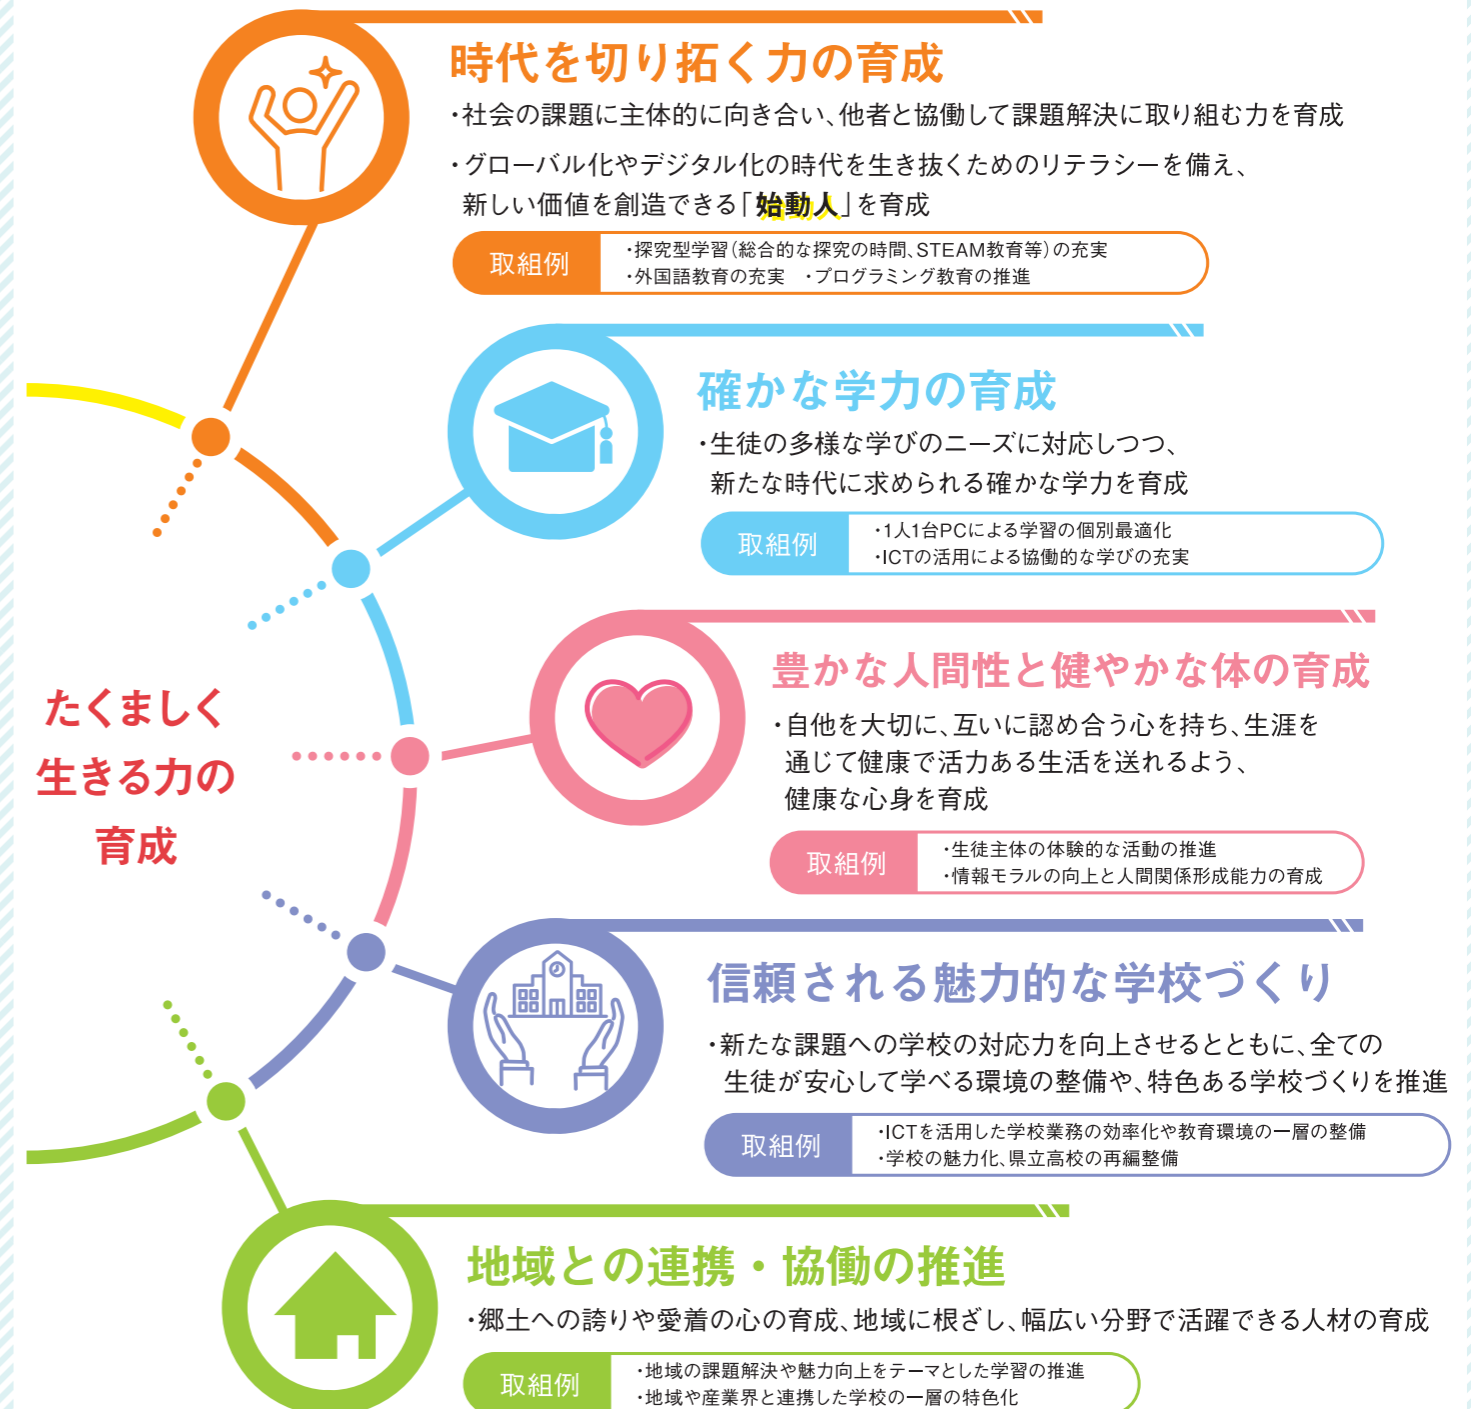 時代を切り拓く力の育成
・社会の課題に主体的に向き合い、他者と協働して課題解決に取り組む力を育成
・グローバル化やデジタル化の時代を生き抜くためのリテラシーを備え、
新しい価値を創造できる「始動人」を育成
取組例
・探究型学習（総合的な探究の時間、STEAM教育等）の充実
・外国語教育の充実　・プログラミング教育の推進
確かな学力の育成
・生徒の多様な学びのニーズに対応しつつ、
新たな時代に求められる確かな学力を育成
取組例
・1人1台PCによる学習の個別最適化
・ICTの活用による協働的な学びの充実
たくましく
生きる力の
育成
豊かな人間性と健やかな体の育成
・自他を大切に、互いに認め合う心を持ち、生涯を
通じて健康で活力ある生活を送れるよう、
健康な心身を育成
取組例
・生徒主体の体験的な活動の推進
・情報モラルの向上と人間関係形成能力の育成
信頼される魅力的な学校づくり
・新たな課題への学校の対応力を向上させるとともに、全ての
生徒が安心して学べる環境の整備や、特色ある学校づくりを推進
取組例
・ICTを活用した学校業務の効率化や教育環境の一層の整備
・学校の魅力化、県立高校の再編整備
地域との連携・協働の推進
・郷土への誇りや愛着の心の育成、地域に根ざし、幅広い分野で活躍できる人材の育成
取組例
・地域の課題解決や魅力向上をテーマとした学習の推進
・地域や産業界と連携した学校の一層の特色化